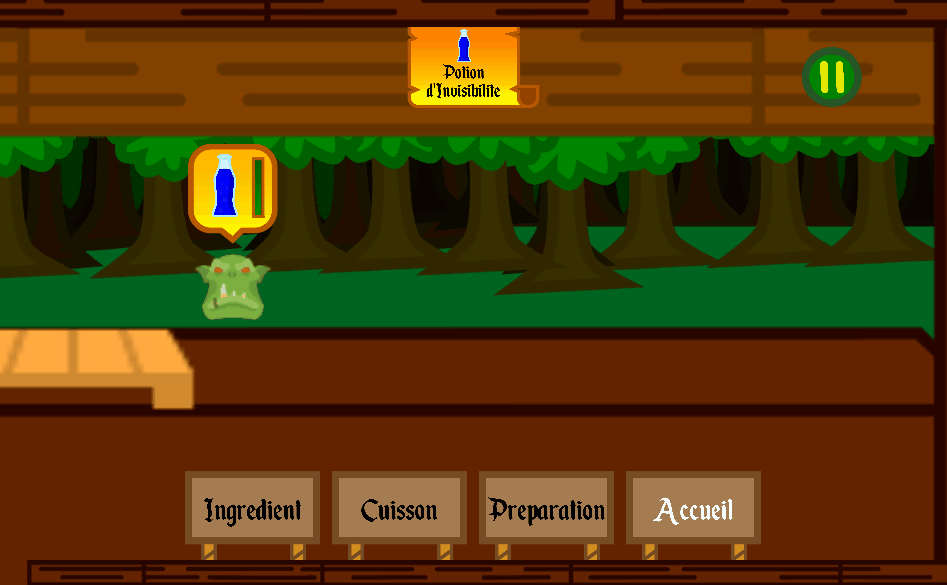 Potion
d'Invisibilite
Ingredient
Cuisson
Preparation
Accueil